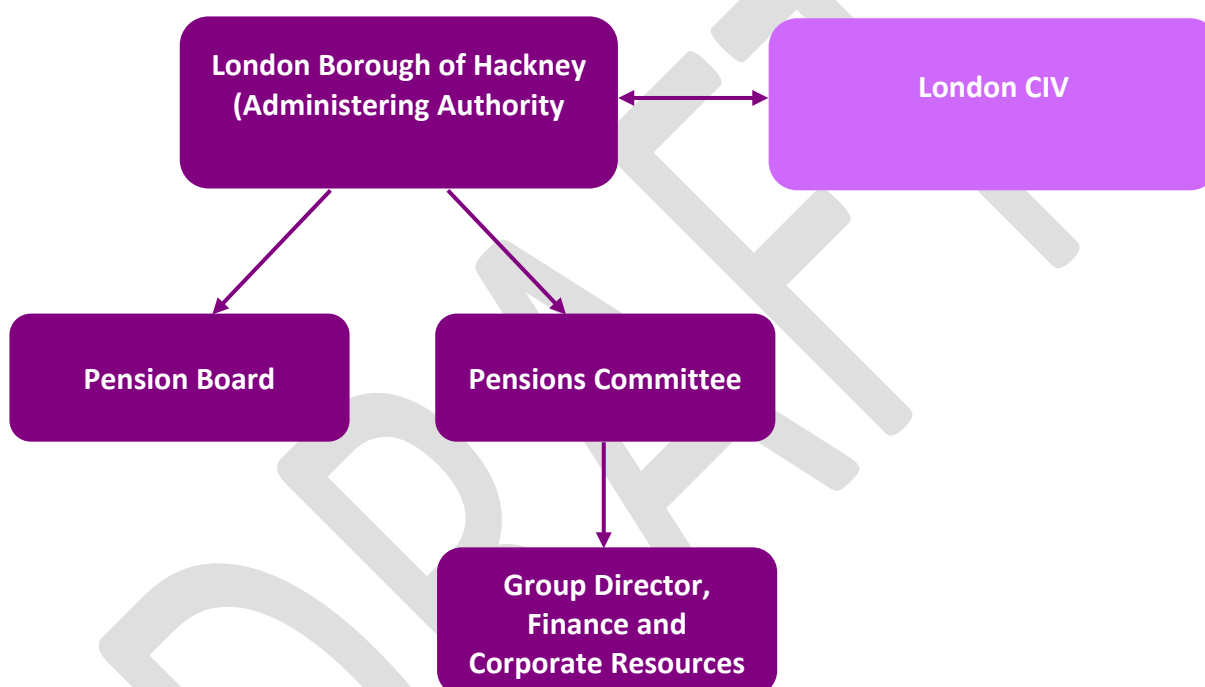 London Borough of Hackney
(Administering Authority
London CIV
Pension Board
Pensions Committee
Group Director,
Finance and
Corporate Resources
DRAFT